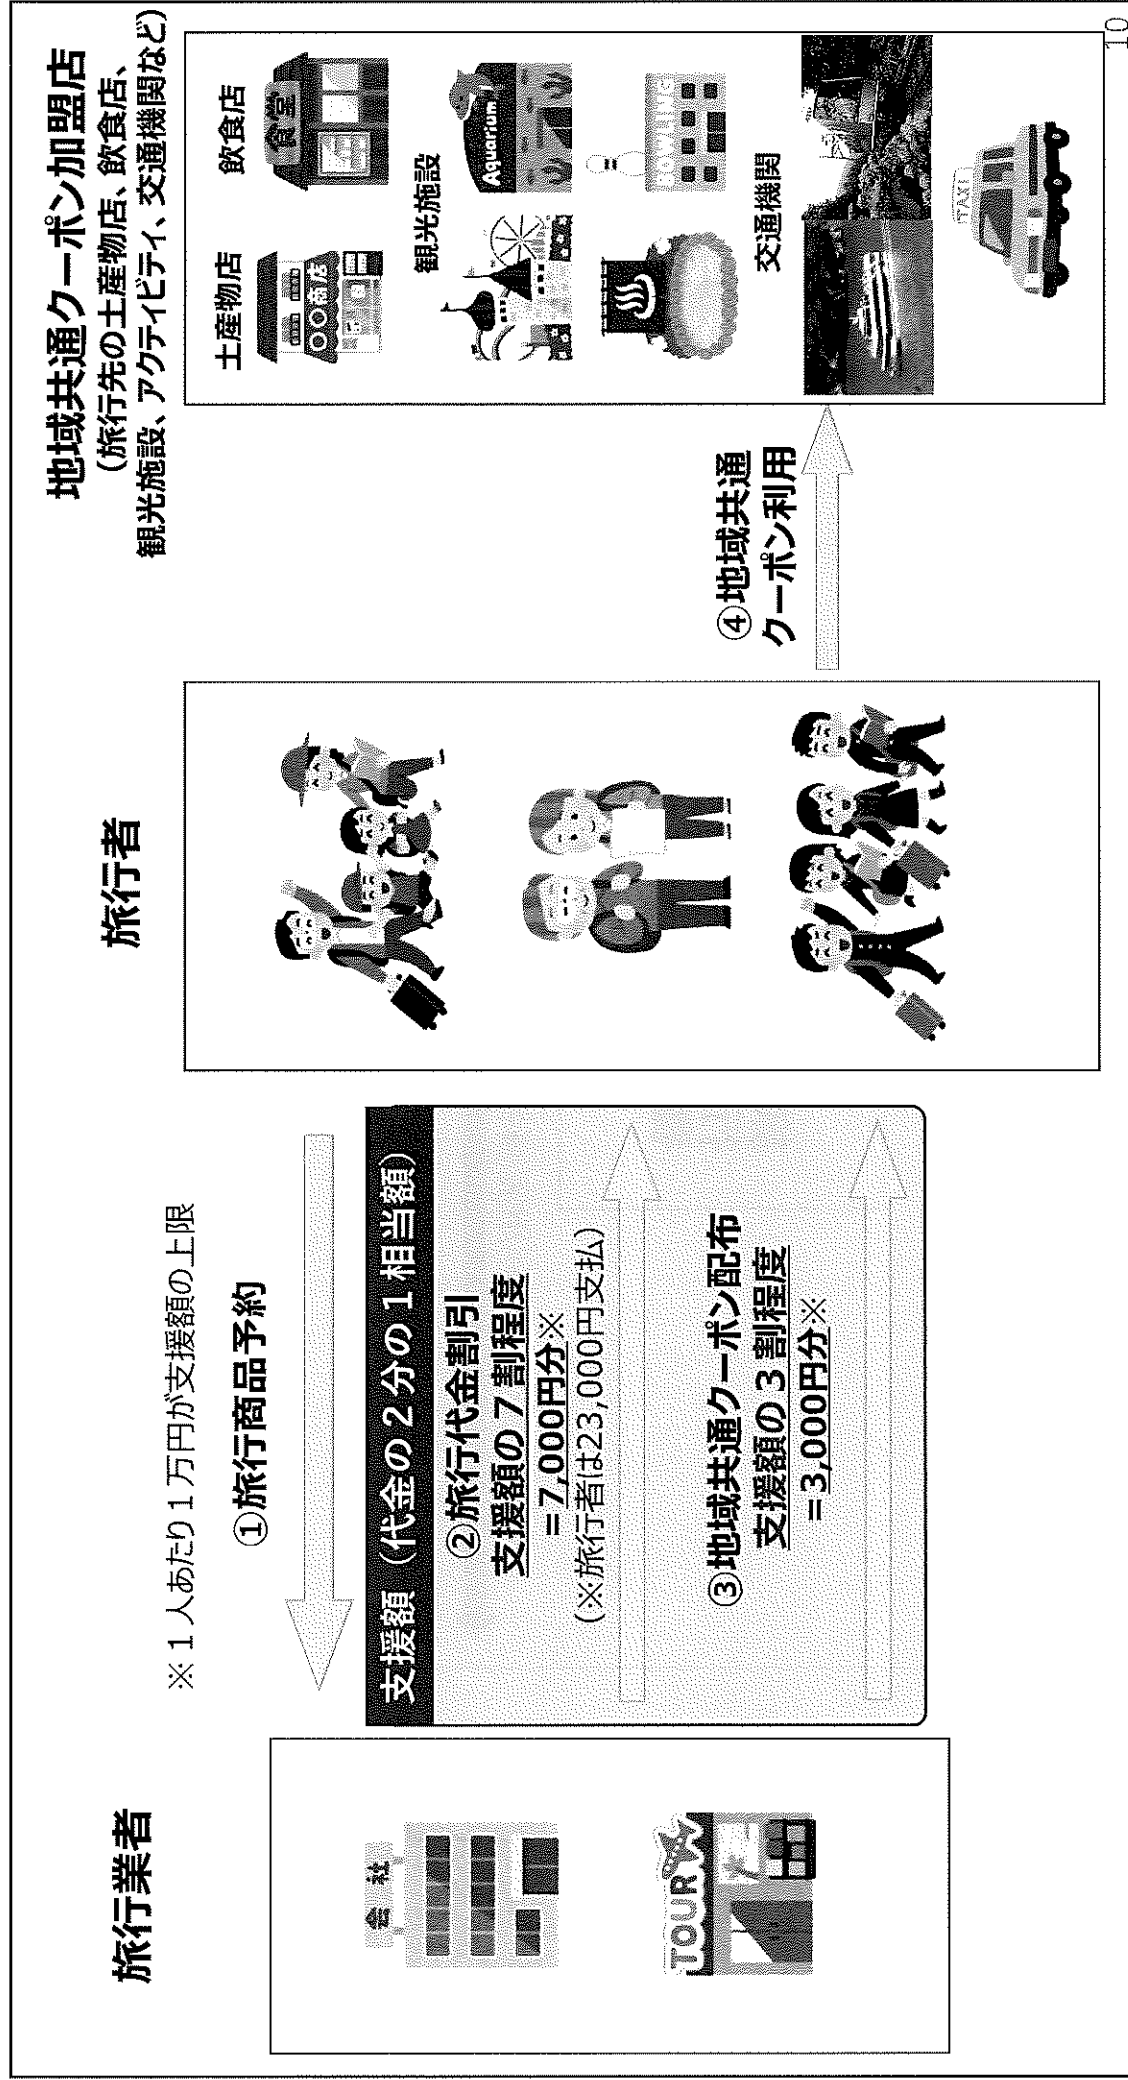 旅行業者
会社
TOUR
※1人あたり1万円が支援額の上限
①旅行商品予約
支援額（代金の2分の1相当額）
②旅行代金割引
支援額の7割程度
=7,000円分※
(※旅行者は23,000円支払)
③地域共通クーポン配布
支援額の3割程度
=3,000円分※
旅行者
④地域共通
クーポン利用
地域共通クーポン加盟店
(旅行先の土産物店、飲食店、
観光施設、アクティビティ、交通機関など)
土産物店
飲食店
〇〇商店
食堂
観光施設
Aquarium
BOWLING
交通機関
TAXI
10